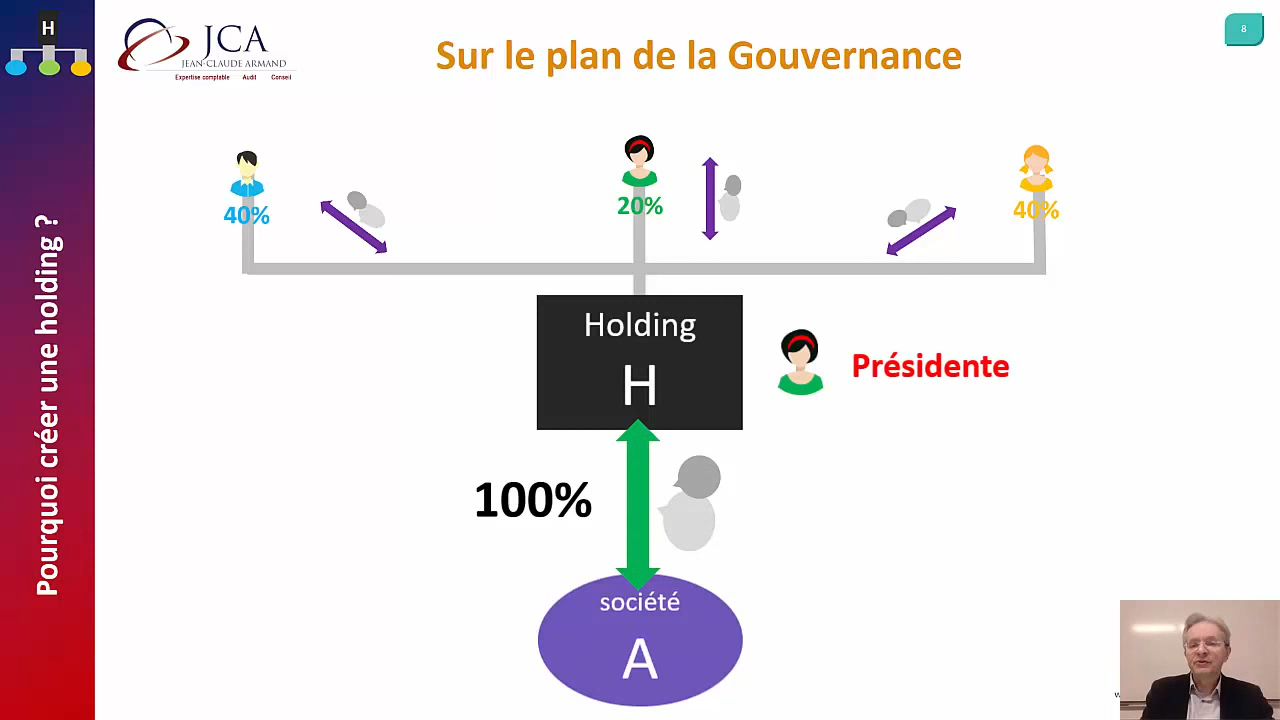 H
JCA
JEAN-CLAUDE ARMAND
Expertise comptable Audit Conseil
Sur le plan de la Gouvernance
8
Pourquoi créer une holding ?
40%
20%
40%
Holding
H
Présidente
100%
société
A